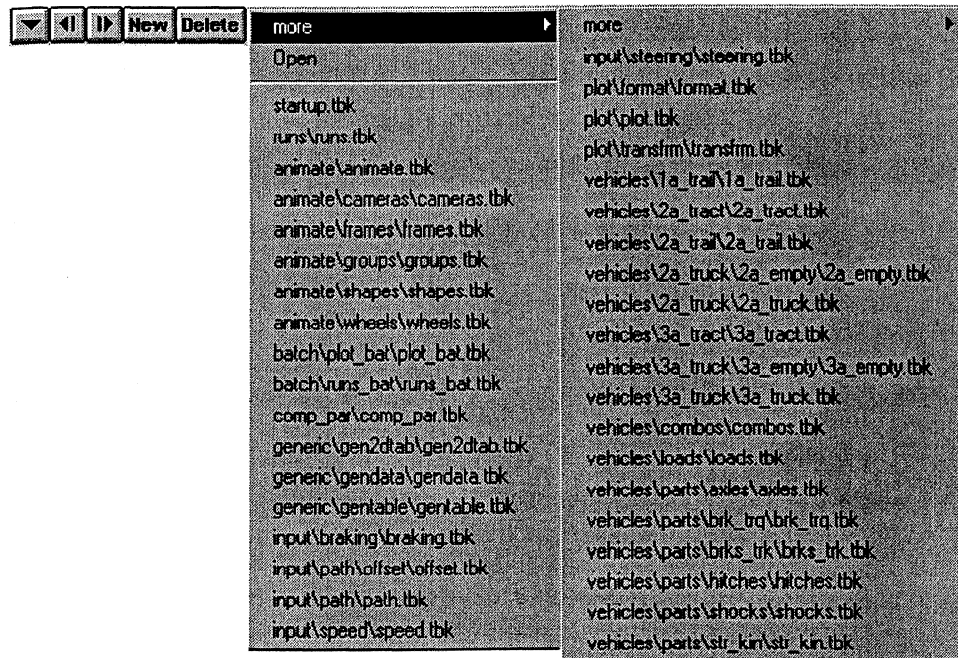 New Delete
more
Open
startup.tbk
runs\runs.tbk
animate\animate.tbk
animate\cameras\cameras.tbk
animate\frames\frames.tbk
animate\groups\groups.tbk
animate\shapes\shapes.tbk
animate\wheels\wheels.tbk
batch\plot_bat\plot_bat.tbk
batch\runs_bat\runs_bat.tbk
comp_par\comp_par.tbk
generic\gen2dtab\gen2dtab.tbk
generic\gendata\gendata.tbk
generic\gentable\gentable.tbk
input\braking\braking.tbk
input\path\offset\offset.tbk
input\path\path.tbk
input\speed\speed.tbk
more
input\steering\steering.tbk
plot\format\format.tbk
plot\plot.tbk
plot\transfrm\transfrm.tbk
vehicles\1a_trail\1a_trail.tbk
vehicles\2a_tract\2a_tract.tbk
vehicles\2a_trail\2a_trail.tbk
vehicles\2a_truck\2a_empty\2a_empty.tbk
vehicles\2a_truck\2a_truck.tbk
vehicles\3a_tract\3a_tract.tbk
vehicles\3a_truck\3a_empty\3a_empty.tbk
vehicles\3a_truck\3a_truck.tbk
vehicles\combos\combos.tbk
vehicles\loads\loads.tbk
vehicles\parts\axles\axles.tbk
vehicles\parts\brk_trq\brk_trq.tbk
vehicles\parts\brks_trk\brks_trk.tbk
vehicles\parts\hitches\hitches.tbk
vehicles\parts\shocks\shocks.tbk
vehicles\parts\str_kin\str_kin.tbk